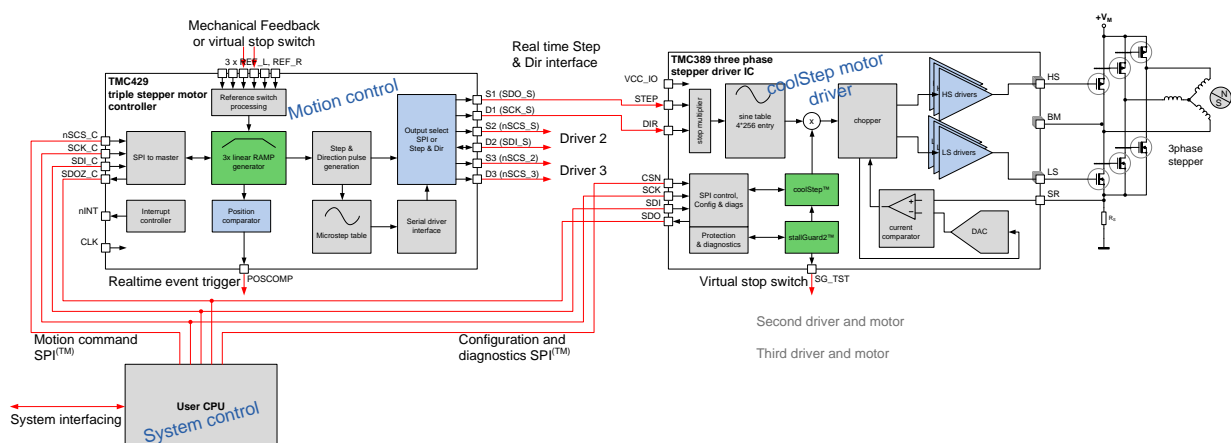 Mechanical Feedback
or virtual stop switch
3 x REF_L, REF_R
TMC429
triple stepper motor
controller
Reference switch
processing
Motion control
nSCS_C
SCK_C
SDI_C
SDOZ_C
SPI to master
3x linear RAMP
generator
Step &
Direction pulse
generation
Output select
SPI or
Step & Dir
nINT
Interrupt
controller
CLK
Position
comparator
Microstep table
Serial driver
interface
Realtime event trigger
POSCOMP
S1 (SDO_S)
D1 (SCK_S)
S2 (nSCS_S)
D2 (SDI_S)
S3 (nSCS_2)
D3 (nSCS_3)
Real time Step
& Dir interface
Driver 2
Driver 3
TMC389 three phase
stepper driver IC
coolStep motor
driver
VCC_IO
STEP
DIR
step multiplier
sine table
4*256 entry
x
chopper
HS drivers
LS drivers
CSN
SCK
SDI
SDO
SPI control,
Config & diags
Protection
& diagnostics
coolStep™
stallGuard2™
current
comparator
DAC
HS
BM
LS
SR
+VM
RS
N
S
3phase
stepper
Virtual stop switch
SG_TST
Second driver and motor
Third driver and motor
Motion command
SPI(TM)
Configuration and
diagnostics SPI(TM)
User CPU
System control
System interfacing